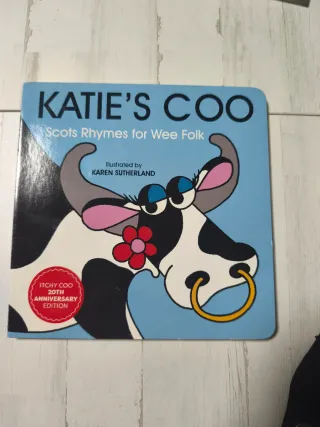 KATIE'S COO
Scots Rhymes for Wee Folk
Illustrated by
KAREN SUTHERLAND
ITCHY COO
20TH
ANNIVERSARY
EDITION